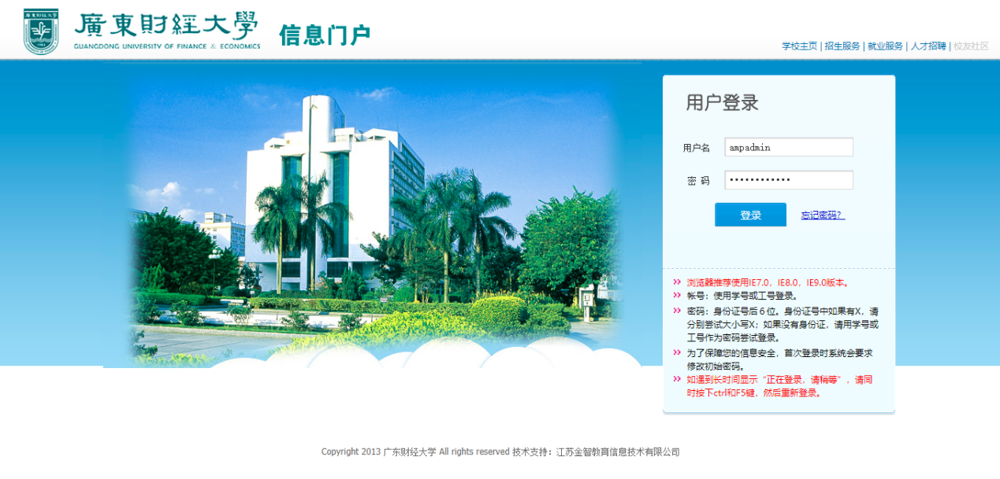 廣東財經大學
GUANGDONG UNIVERSITY OF FINANCE & ECONOMICS
信息门户
学校主页 | 招生服务 | 就业服务 | 人才招聘 | 校友社区
用户登录
用户名 ampadmin
密 码 ••••••••••••
登录 忘记密码?
浏览器推荐使用IE7.0，IE8.0，IE9.0版本。
帐号：使用学号或工号登录。
密码：身份证号后６位。身份证号中如果有X，请
分别尝试大小写X；如果没有身份证，请用学号或
工号作为密码尝试登录。
为了保障您的信息安全，首次登录时系统会要求
修改初始密码。
如遇到长时间显示“正在登录，请稍等”，请同
时按下ctrl和F5键，然后重新登录。
Copyright 2013 广东财经大学 All rights reserved 技术支持：江苏金智教育信息技术有限公司